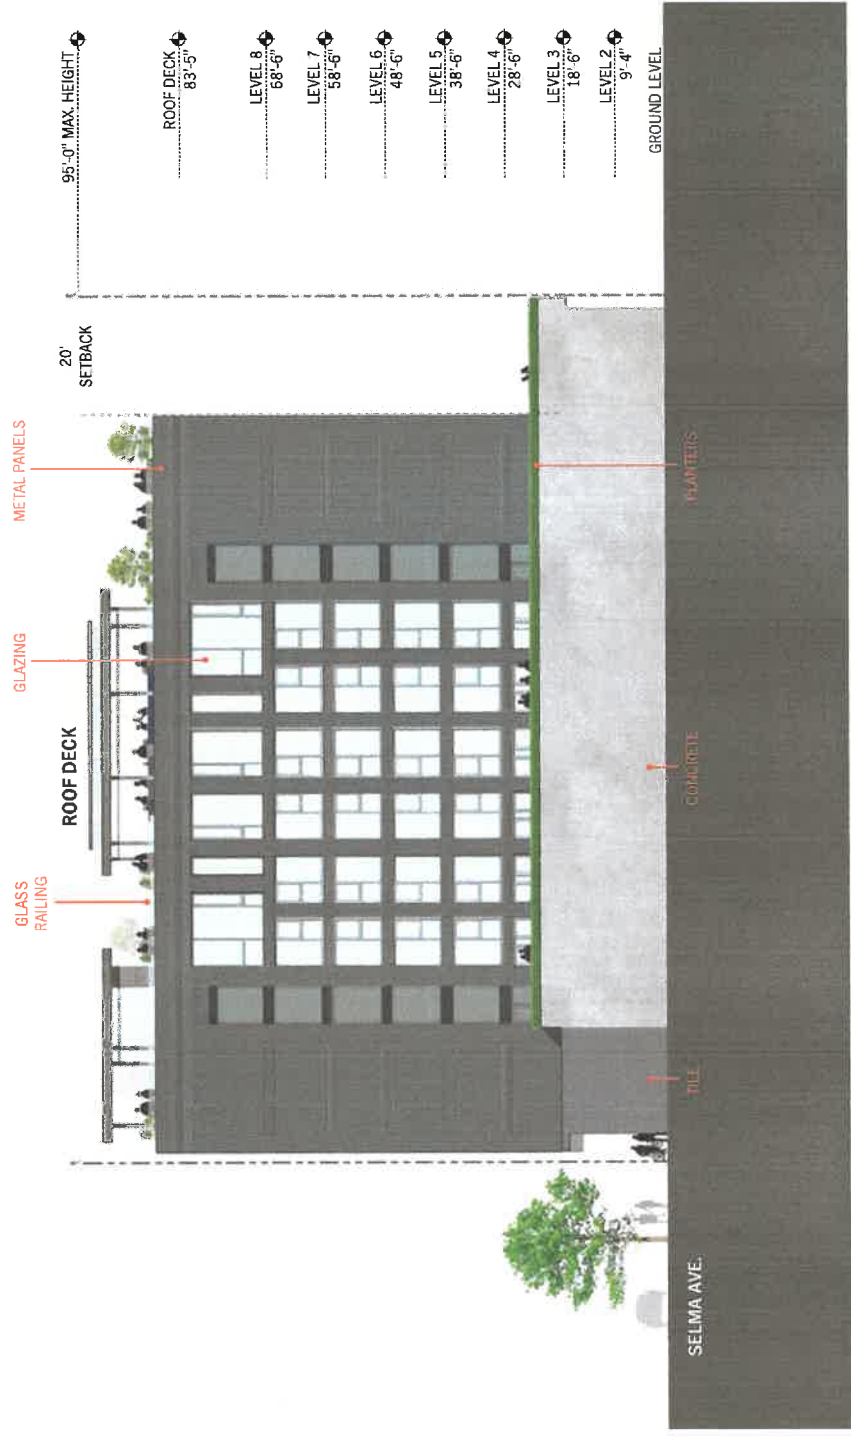 95'-0" MAX. HEIGHT
ROOF DECK
83'-5"
LEVEL 8
68'-6"
LEVEL 7
58'-6"
LEVEL 6
48'-6"
LEVEL 5
38'-6"
LEVEL 4
28'-6"
LEVEL 3
18'-6"
LEVEL 2
9'-4"
GROUND LEVEL
20'
SETBACK
METAL PANELS
GLAZING
ROOF DECK
GLASS
RAILING
PLANTERS
CONCRETE
TILE
SELMA AVE.